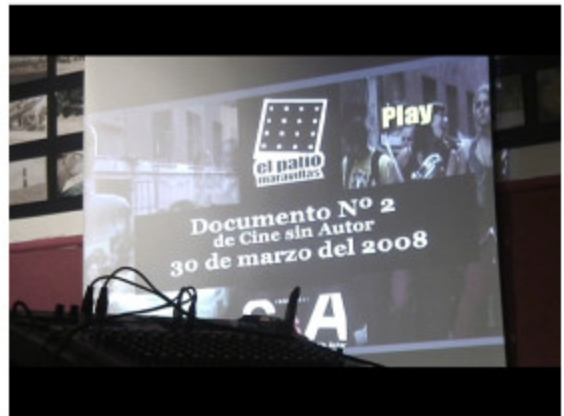 Play
el patio
maravillas
Documento Nº 2
de Cine sin Autor
30 de marzo del 2008